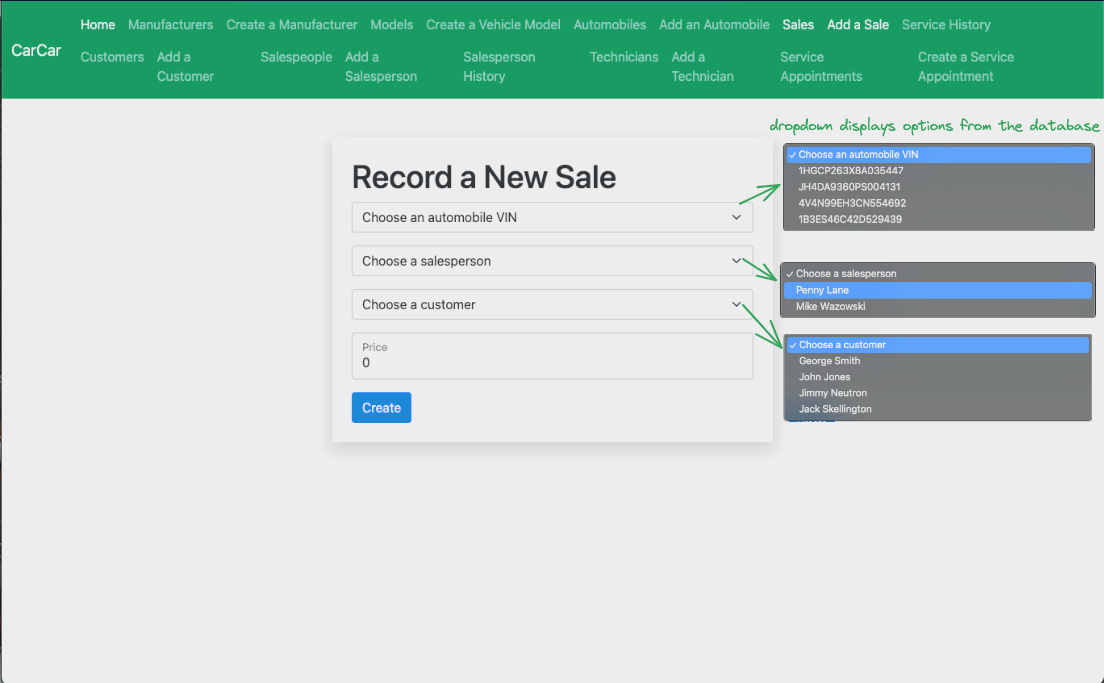 CarCar
Home Manufacturers Create a Manufacturer Models Create a Vehicle Model Automobiles Add an Automobile Sales Add a Sale Service History
Customers Add a Customer Salespeople Add a Salesperson Salesperson History Technicians Add a Technician Service Appointments Create a Service Appointment
dropdown displays options from the database
Record a New Sale
Choose an automobile VIN
Choose a salesperson
Choose a customer
Price
0
Create
✓ Choose an automobile VIN
1HGCP263X8A035447
JH4DA9360PS004131
4V4N99EH3CN554692
1B3ES46C42D529439
✓ Choose a salesperson
Penny Lane
Mike Wazowski
✓ Choose a customer
George Smith
John Jones
Jimmy Neutron
Jack Skellington